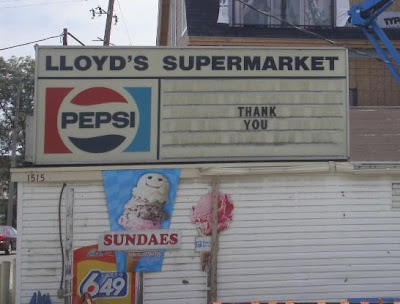 LLOYD'S SUPERMARKET
PEPSI
THANK
YOU
1515
SUNDAES
649